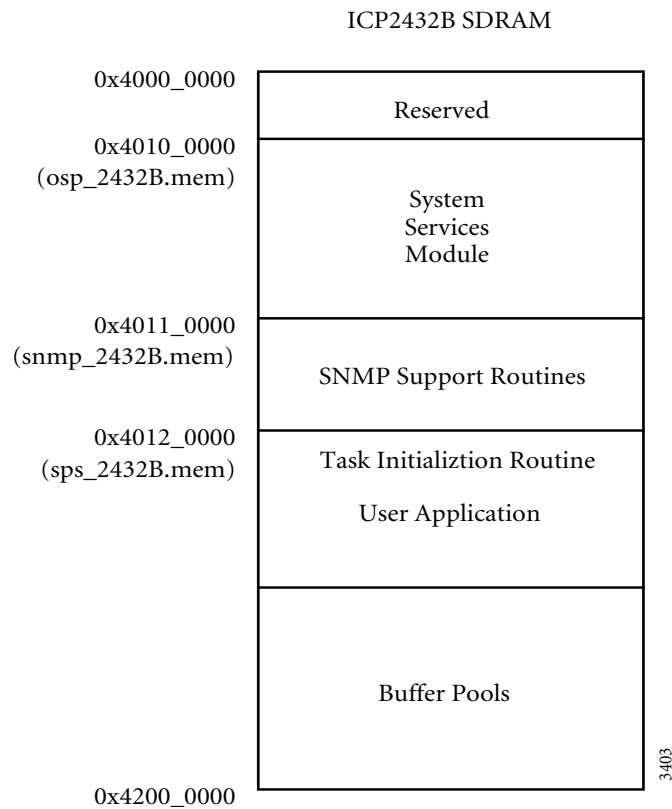 ICP2432B SDRAM
0x4000_0000
Reserved
0x4010_0000
(osp_2432B.mem)
System
Services
Module
0x4011_0000
(snmp_2432B.mem)
SNMP Support Routines
0x4012_0000
(sps_2432B.mem)
Task Initializtion Routine
User Application
Buffer Pools
3403
0x4200_0000